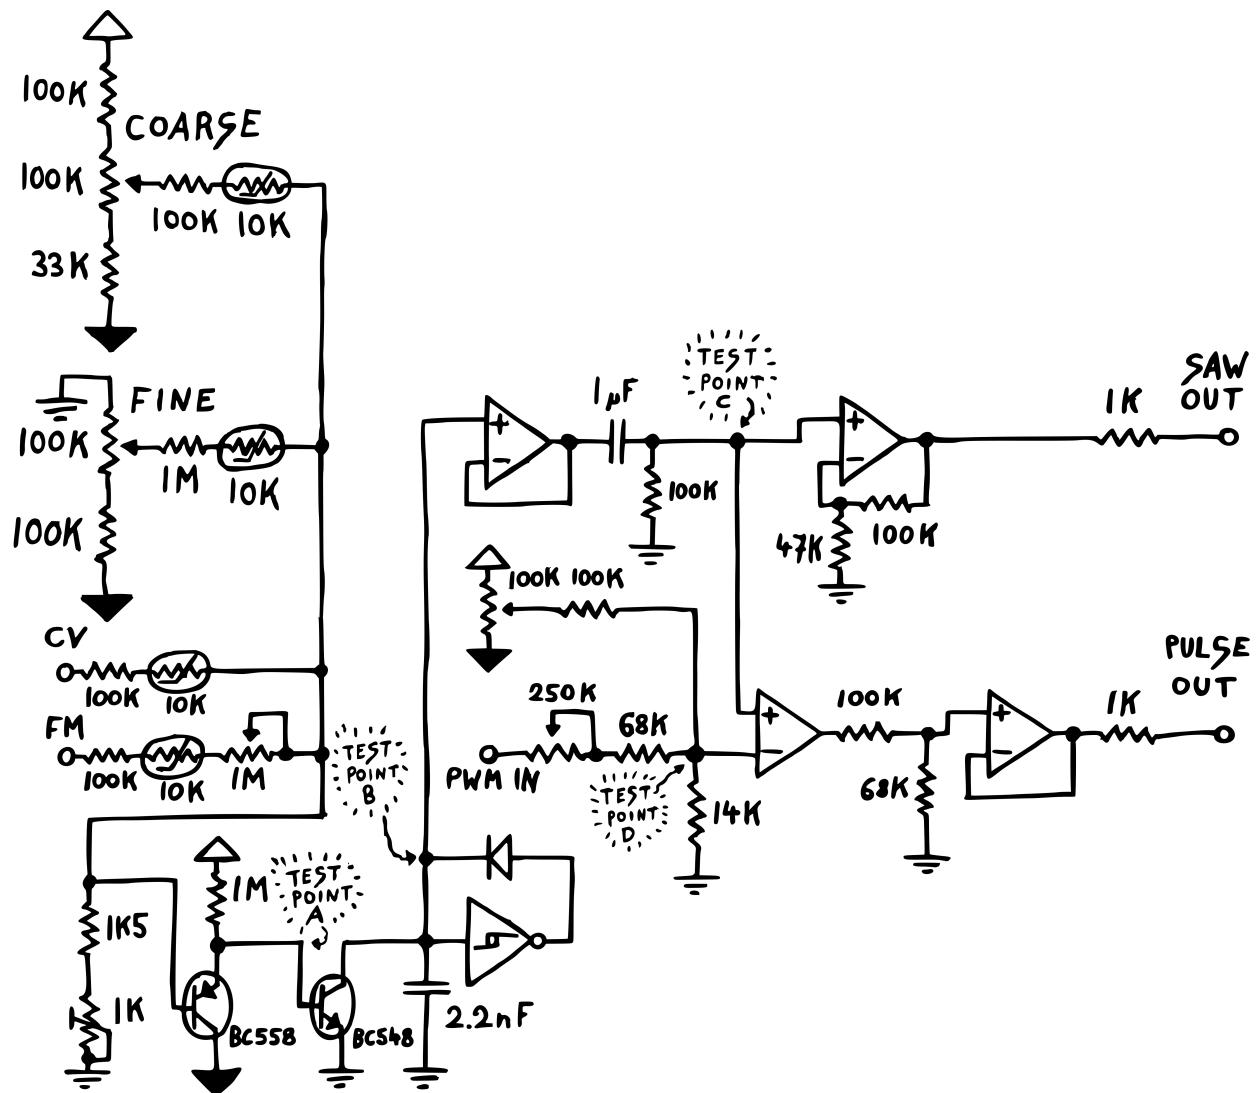 100K
COARSE
100K
100K
10K
33K
FINE
100K
1M
10K
100K
CV
100K
10K
FM
100K
10K
1M
1K5
1K
1M
BC558
BC548
TEST
POINT
A
TEST
POINT
B
2.2nF
1µF
100K
TEST
POINT
C
47K
100K
1K
SAW
OUT
100K 100K
250K
68K
PWM IN
TEST
POINT
D
14K
100K
68K
1K
PULSE
OUT